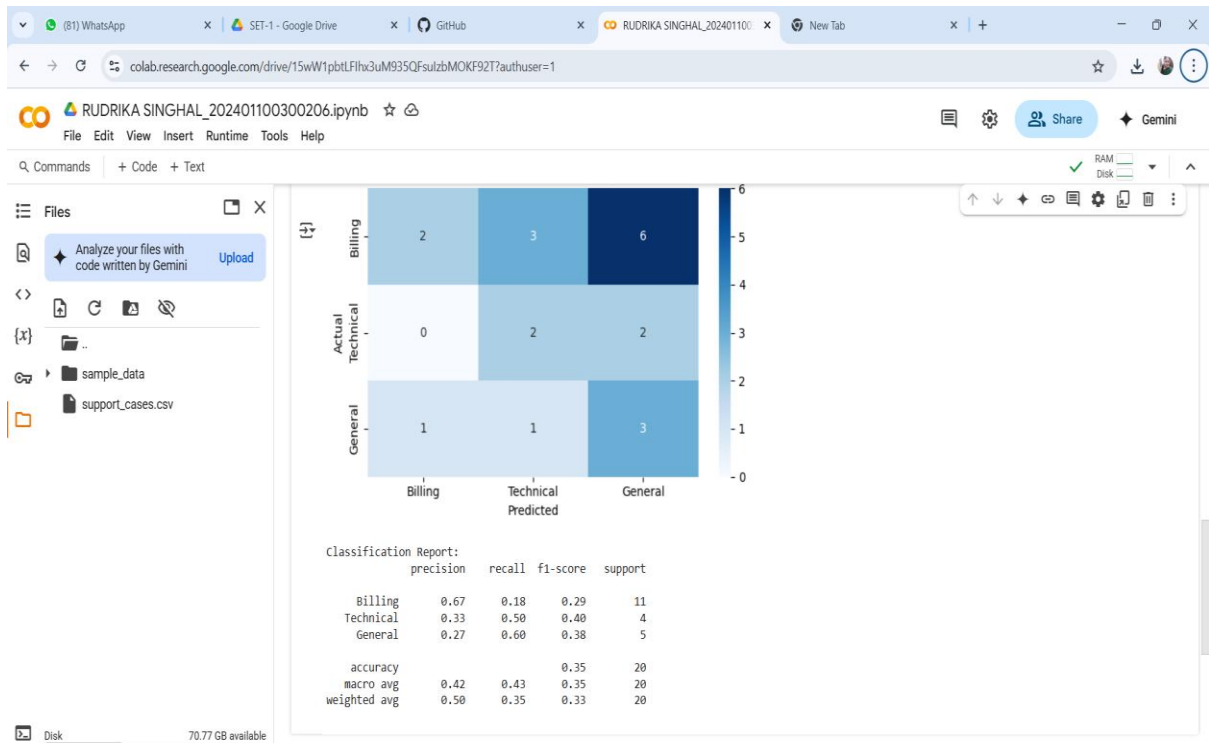 (81) WhatsApp
SET-1 - Google Drive
GitHub
RUDRIKA SINGHAL_202401100
New Tab
colab.research.google.com/drive/15wW1pbtLFIhx3uM935QFsulzbMOKF92T?authuser=1
RUDRIKA SINGHAL_202401100300206.ipynb
Share
Gemini
File Edit View Insert Runtime Tools Help
Commands + Code + Text
RAM
Disk
Files
Analyze your files with
code written by Gemini
Upload
{x}
..
sample_data
support_cases.csv
Disk 70.77 GB available
Billing 2 3 6
Actual
Technical 0 2 2
General 1 1 3
Billing Technical General
Predicted
6
5
4
3
2
1
0
Classification Report:
precision recall f1-score support
Billing 0.67 0.18 0.29 11
Technical 0.33 0.50 0.40 4
General 0.27 0.60 0.38 5
accuracy 0.35 20
macro avg 0.42 0.43 0.35 20
weighted avg 0.50 0.35 0.33 20